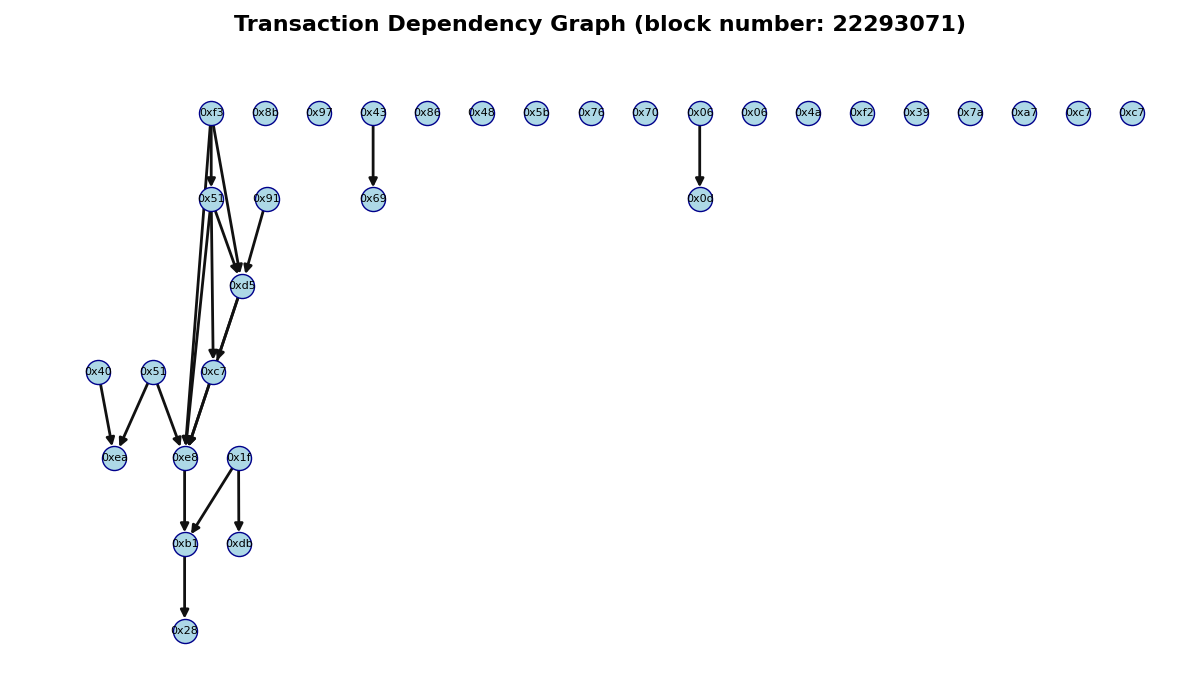 Transaction Dependency Graph (block number: 22293071)
0xf3 0x8b 0x97 0x43 0x86 0x48 0x5b 0x76 0x70 0x06 0x06 0x4a 0xf2 0x39 0x7a 0xa7 0xc7 0xc7
0x51 0x91 0x69 0x0d
0xd5
0x40 0x51 0xc7
0xea 0xe8 0x1f
0xb1 0xdb
0x28